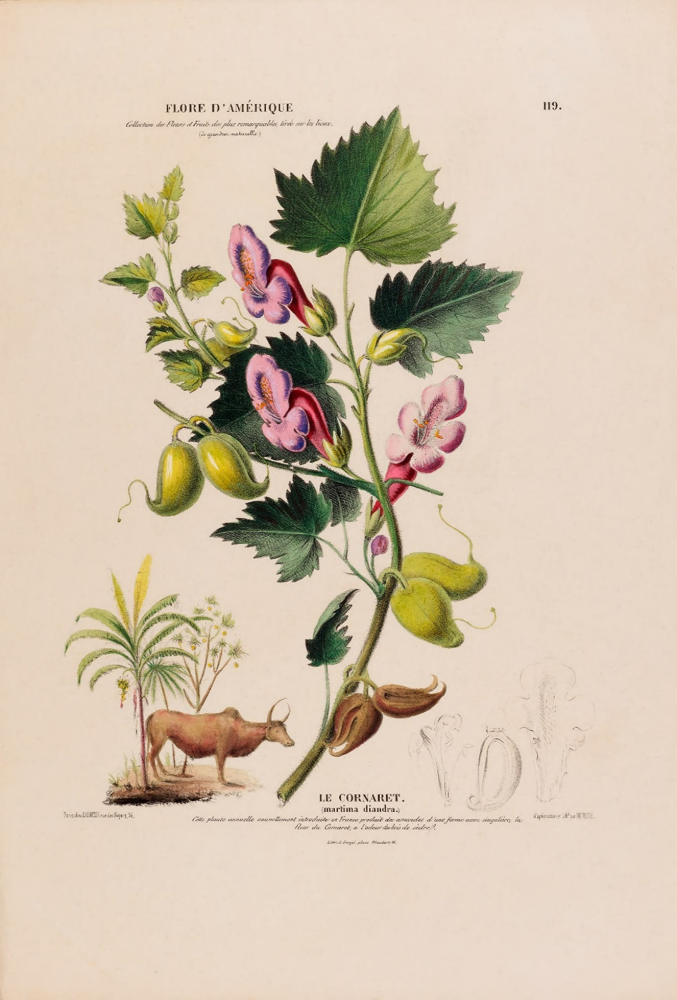 FLORE D'AMÉRIQUE
119.
Collection des Fleurs et Fruits des plus remarquables, tirée sur les lieux.
(de grandeur naturelle.)
LE CORNARET.
(martima diandra.)
Paris, chez DENISSE, rue des Noyers, 36,
d'après nature et Lith. par DENISSE.
Cette plante annuelle nouvellement introduite en France, produit des amandes d'une forme assez singulière, la
fleur du Cornaret, a l'odeur du bois de cèdre.
Lith. de place Maubert